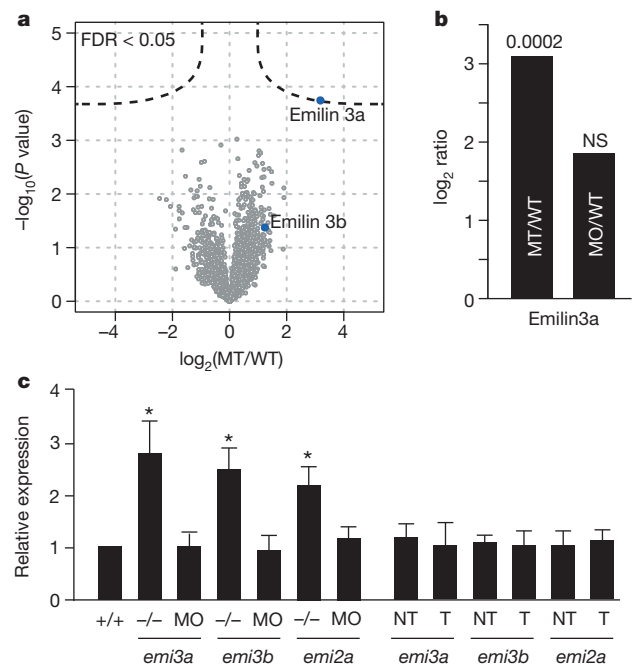 a
FDR < 0.05
5
4
3
2
1
0
−log10(P value)
Emilin 3a
Emilin 3b
−4 −2 0 2 4
log2(MT/WT)
b
0.0002
NS
3
2
1
0
log2 ratio
MT/WT
MO/WT
Emilin3a
c
4
3
2
1
0
Relative expression
* * *
+/+ −/− MO −/− MO −/− MO NT T NT T NT T
emi3a emi3b emi2a emi3a emi3b emi2a